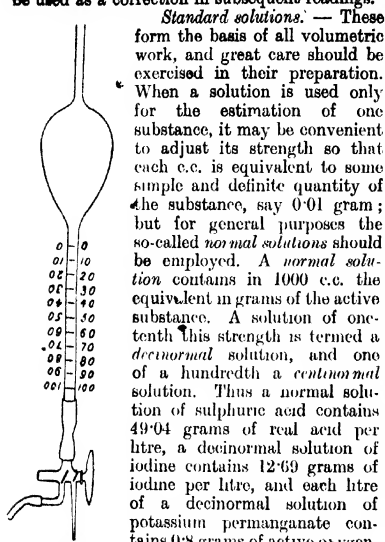 be used as a correction in subsequent readings.
Standard solutions. — These
form the basis of all volumetric
work, and great care should be
exercised in their preparation.
When a solution is used only
for the estimation of one
substance, it may be convenient
to adjust its strength so that
each c.c. is equivalent to some
simple and definite quantity of
the substance, say 0·01 gram;
but for general purposes the
so-called normal solutions should
be employed. A normal solu-
tion contains in 1000 c.c. the
equivalent in grams of the active
substance. A solution of one-
tenth this strength is termed a
decinormal solution, and one
of a hundredth a centinormal
solution. Thus a normal solu-
tion of sulphuric acid contains
49·04 grams of real acid per
litre, a decinormal solution of
iodine contains 12·69 grams of
iodine per litre, and each litre
of a decinormal solution of
potassium permanganate con-
tains 0·8 grams of active oxygen
0 0
10 10
20 20
30 30
40 40
50 50
60 60
70 70
80 80
90 90
100 100